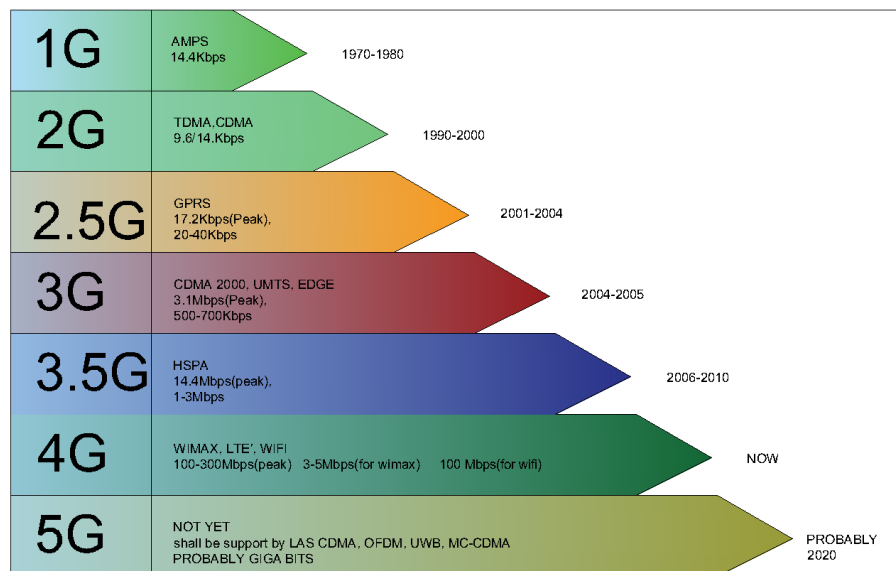 1G
AMPS
14.4Kbps
1970-1980
2G
TDMA,CDMA
9.6/14.Kbps
1990-2000
2.5G
GPRS
17.2Kbps(Peak),
20-40Kbps
2001-2004
3G
CDMA 2000, UMTS, EDGE
3.1Mbps(Peak),
500-700Kbps
2004-2005
3.5G
HSPA
14.4Mbps(peak),
1-3Mbps
2006-2010
4G
WIMAX, LTE', WIFI
100-300Mbps(peak) 3-5Mbps(for wimax) 100 Mbps(for wifi)
NOW
5G
NOT YET
shall be support by LAS CDMA, OFDM, UWB, MC-CDMA
PROBABLY GIGA BITS
PROBABLY
2020